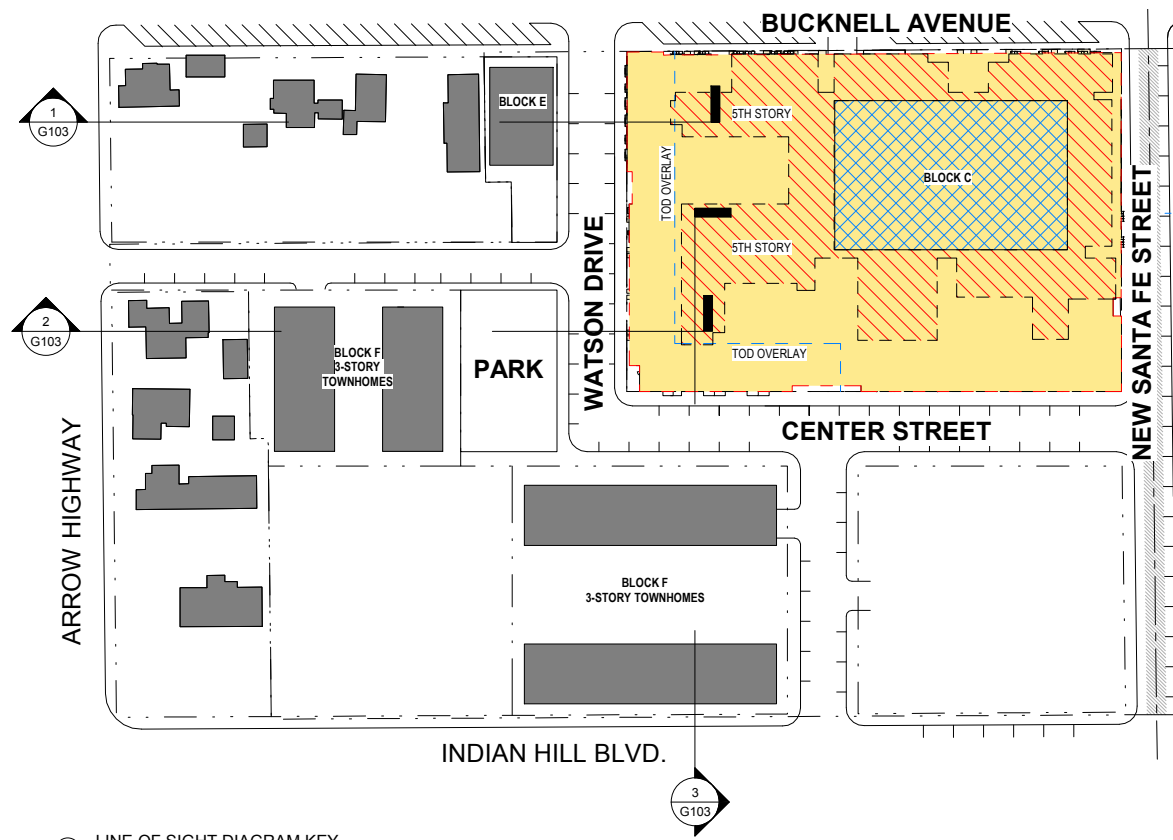 BUCKNELL AVENUE
BLOCK E
1
G103
5TH STORY
TOD OVERLAY
BLOCK C
NEW SANTA FE STREET
WATSON DRIVE
5TH STORY
2
G103
BLOCK F
3-STORY
TOWNHOMES
PARK
TOD OVERLAY
CENTER STREET
ARROW HIGHWAY
BLOCK F
3-STORY TOWNHOMES
INDIAN HILL BLVD.
3
G103
LINE OF SIGHT DIAGRAM KEY